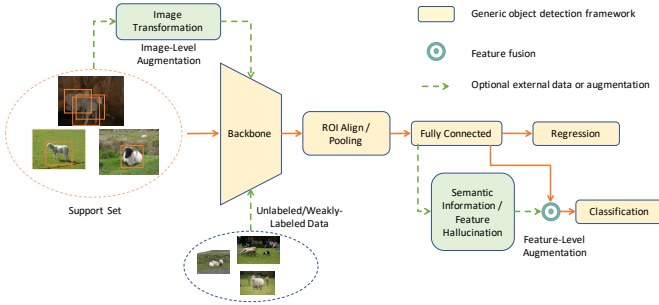 Image
Transformation
Image-Level
Augmentation
Generic object detection framework
Feature fusion
Optional external data or augmentation
Backbone
ROI Align /
Pooling
Fully Connected
Regression
Support Set
Unlabeled/Weakly-
Labeled Data
Semantic
Information /
Feature
Hallucination
Classification
Feature-Level
Augmentation